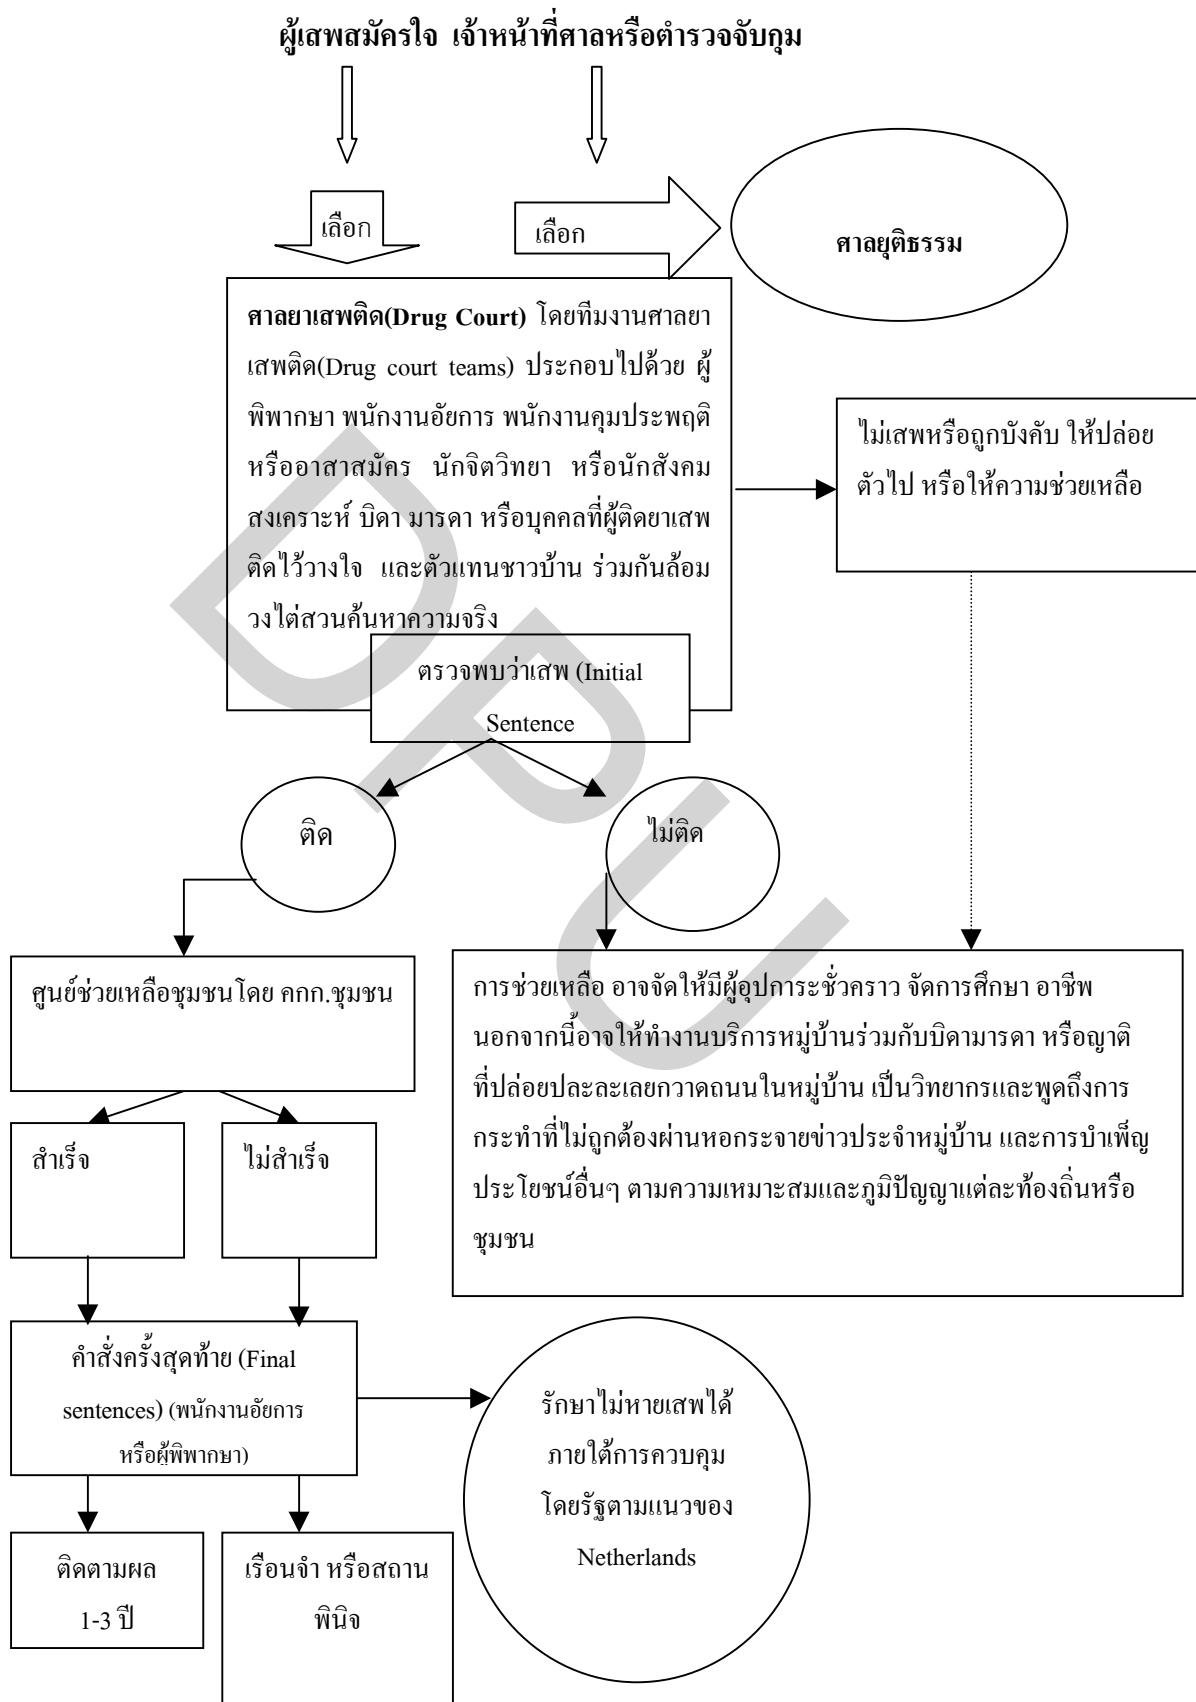 ผู้เสพสมัครใจ เจ้าหน้าที่ศาลหรือตำรวจจับกุม
เลือก
เลือก
ศาลยุติธรรม
ศาลยาเสพติด(Drug Court) โดยทีมงานศาลยา
เสพติด(Drug court teams) ประกอบไปด้วย ผู้
พิพากษา พนักงานอัยการ พนักงานคุมประพฤติ
หรืออาสาสมัคร นักจิตวิทยา หรือนักสังคม
สงเคราะห์ บิดา มารดา หรือบุคคลที่ผู้ติดยาเสพ
ติดไว้วางใจ และตัวแทนชาวบ้าน ร่วมกันล้อม
วงไต่สวนค้นหาความจริง
ไม่เสพหรือถูกบังคับ ให้ปล่อย
ตัวไป หรือให้ความช่วยเหลือ
ตรวจพบว่าเสพ (Initial
Sentence
ติด
ไม่ติด
ศูนย์ช่วยเหลือชุมชนโดย คกก.ชุมชน
การช่วยเหลือ อาจจัดให้มีผู้อุปการะชั่วคราว จัดการศึกษา อาชีพ
นอกจากนี้อาจให้ทำงานบริการหมู่บ้านร่วมกับบิดามารดา หรือญาติ
ที่ปล่อยปละละเลยกวาดถนนในหมู่บ้าน เป็นวิทยากรและพูดถึงการ
กระทำที่ไม่ถูกต้องผ่านหอกระจายข่าวประจำหมู่บ้าน และการบำเพ็ญ
ประโยชน์อื่นๆ ตามความเหมาะสมและภูมิปัญญาแต่ละท้องถิ่นหรือ
ชุมชน
สำเร็จ
ไม่สำเร็จ
คำสั่งครั้งสุดท้าย (Final
sentences) (พนักงานอัยการ
หรือผู้พิพากษา)
รักษาไม่หายเสพได้
ภายใต้การควบคุม
โดยรัฐตามแนวของ
Netherlands
ติดตามผล
1-3 ปี
เรือนจำ หรือสถาน
พินิจ
DPU